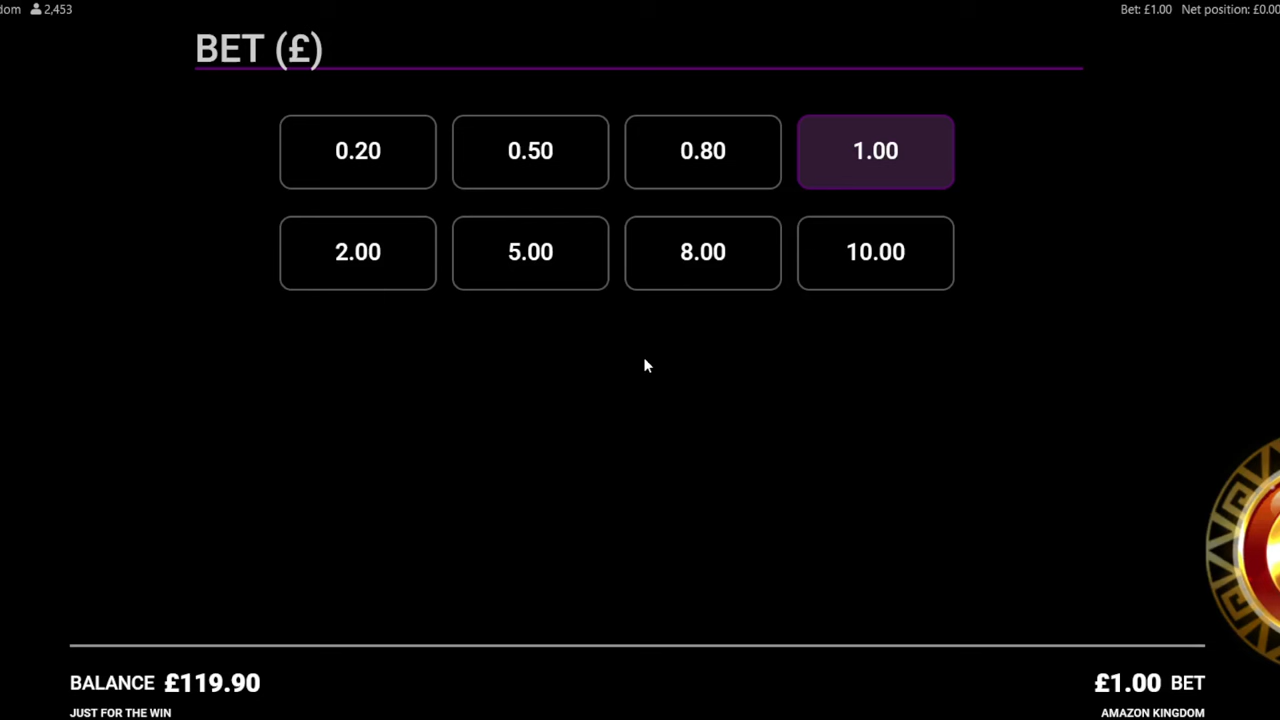 dom 2,453 Bet: £1.00 Net position: £0.00
BET (£)
0.20 0.50 0.80 1.00
2.00 5.00 8.00 10.00
BALANCE £119.90 £1.00 BET
JUST FOR THE WIN AMAZON KINGDOM